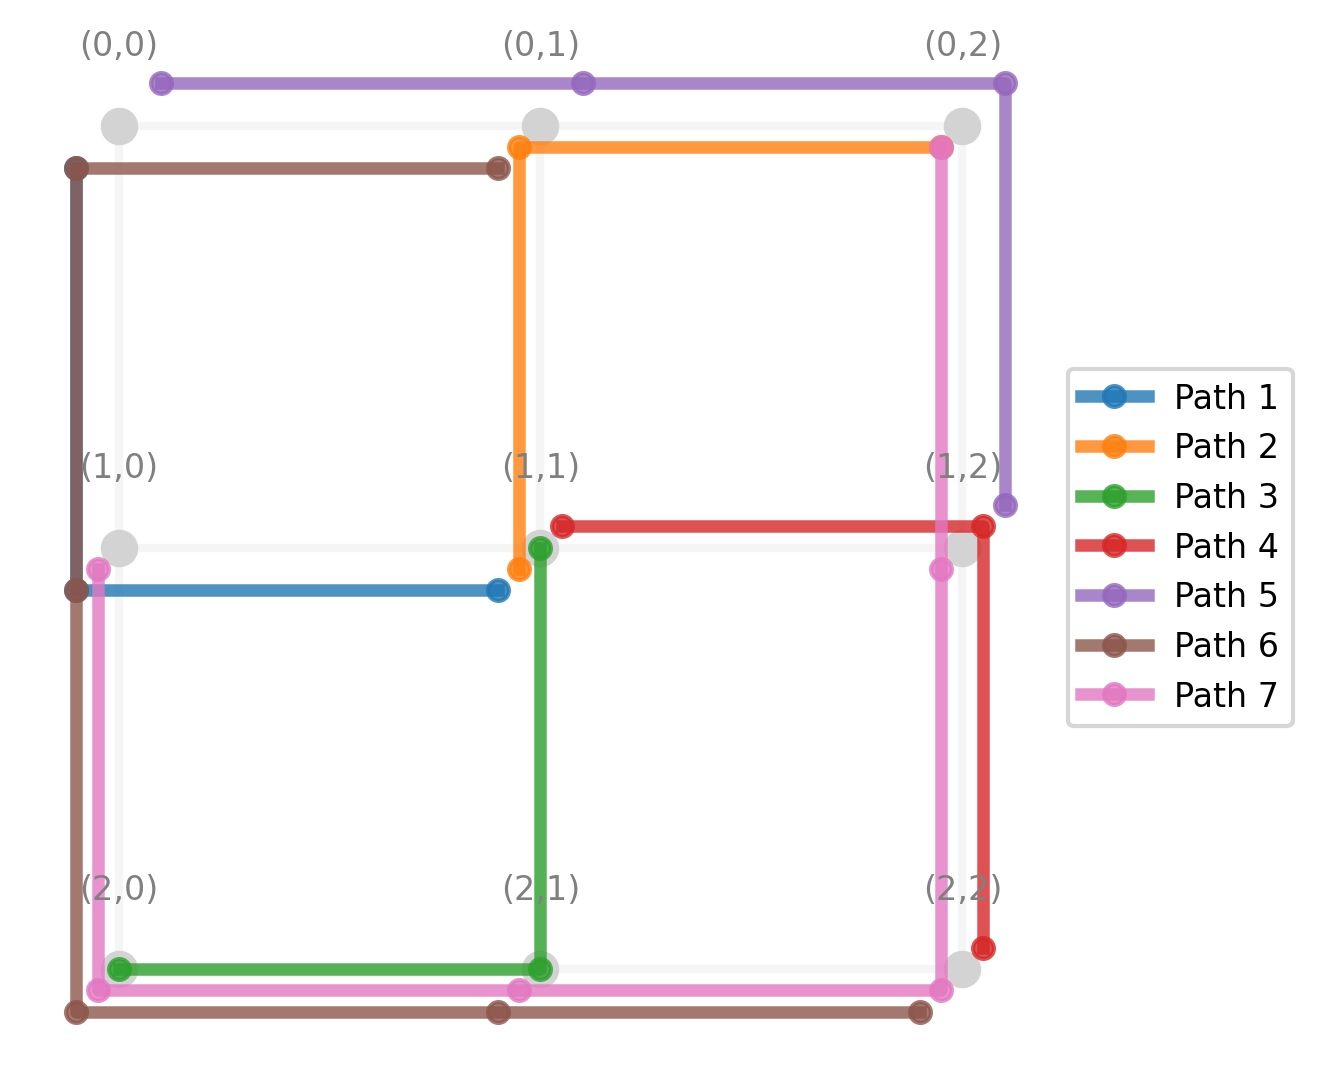 (0,0) (0,1) (0,2)
(1,0) (1,1) (1,2)
(2,0) (2,1) (2,2)
Path 1
Path 2
Path 3
Path 4
Path 5
Path 6
Path 7